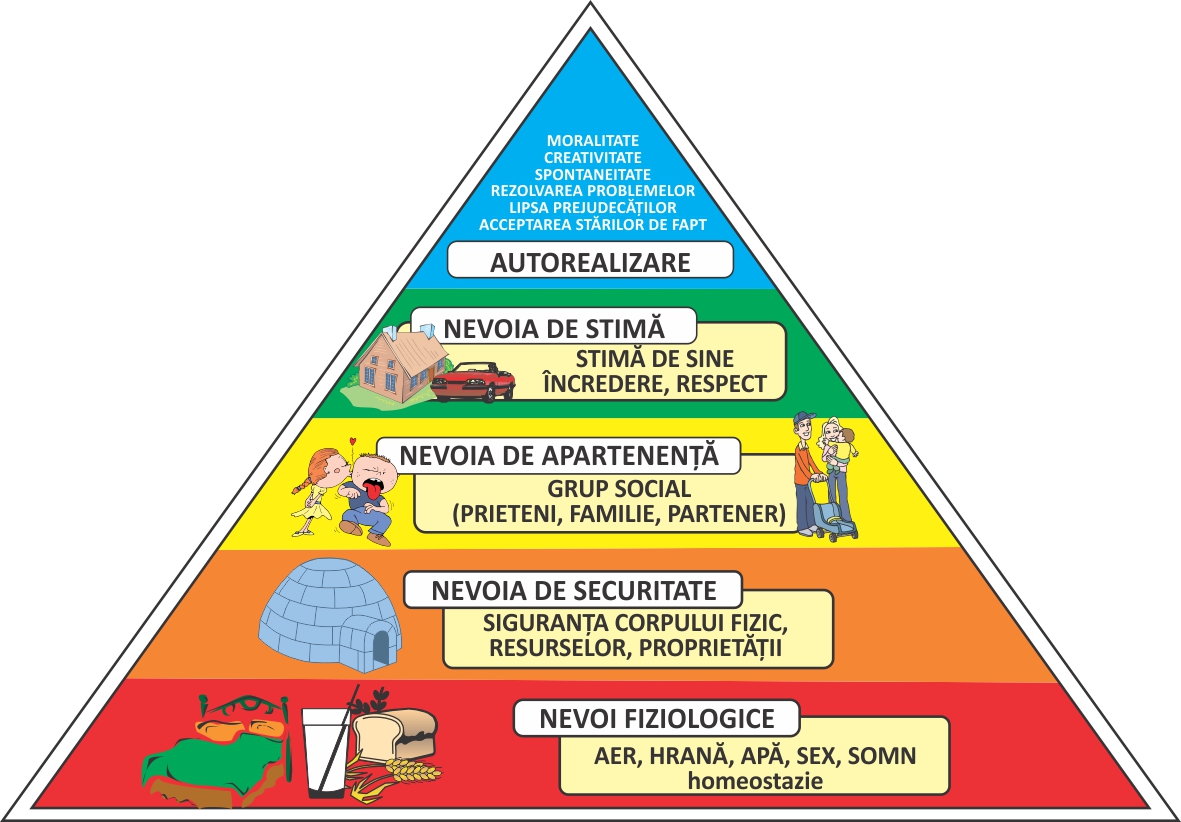 MORALITATE
CREATIVITATE
SPONTANEITATE
REZOLVAREA PROBLEMELOR
LIPSA PREJUDECĂȚILOR
ACCEPTAREA STĂRILOR DE FAPT
AUTOREALIZARE
NEVOIA DE STIMĂ
STIMĂ DE SINE
ÎNCREDERE, RESPECT
NEVOIA DE APARTENENȚĂ
GRUP SOCIAL
(PRIETENI, FAMILIE, PARTENER)
NEVOIA DE SECURITATE
SIGURANȚA CORPULUI FIZIC,
RESURSELOR, PROPRIETĂȚII
NEVOI FIZIOLOGICE
AER, HRANĂ, APĂ, SEX, SOMN
homeostazie